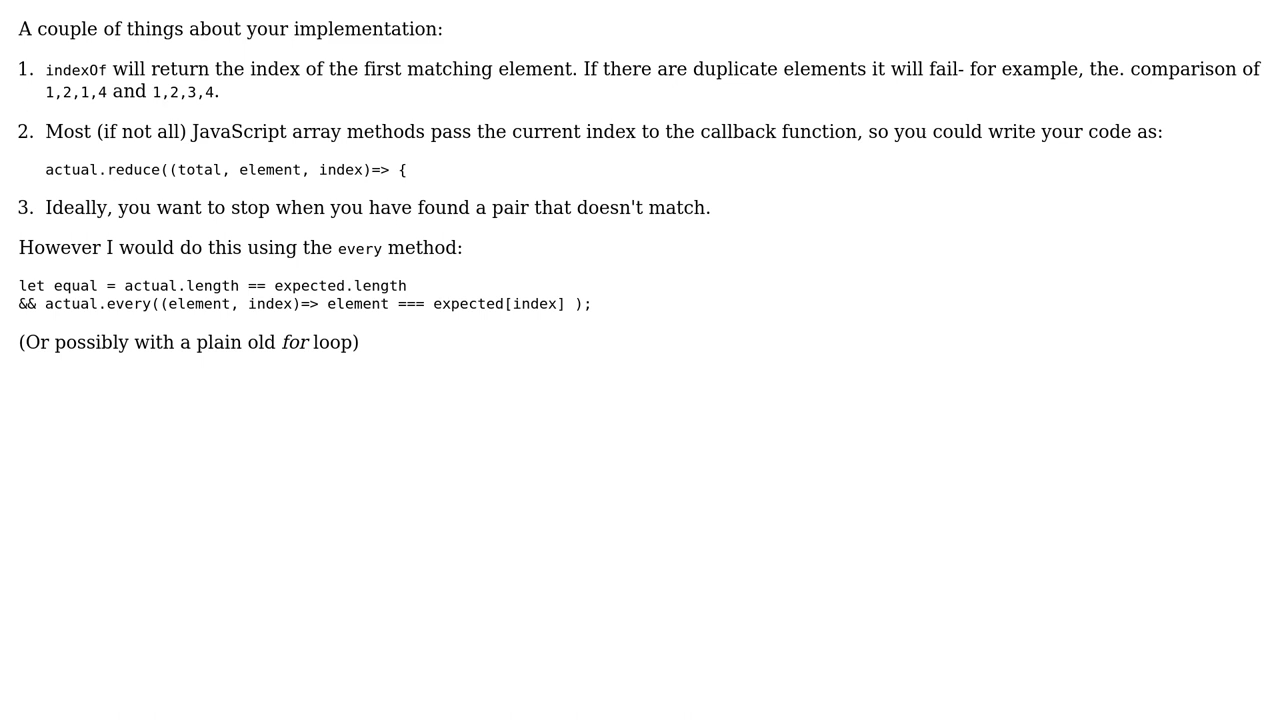 A couple of things about your implementation:
1. indexOf will return the index of the first matching element. If there are duplicate elements it will fail- for example, the. comparison of
1,2,1,4 and 1,2,3,4.
2. Most (if not all) JavaScript array methods pass the current index to the callback function, so you could write your code as:
actual.reduce((total, element, index)=> {
3. Ideally, you want to stop when you have found a pair that doesn't match.
However I would do this using the every method:
let equal = actual.length == expected.length
&& actual.every((element, index)=> element === expected[index] );
(Or possibly with a plain old for loop)